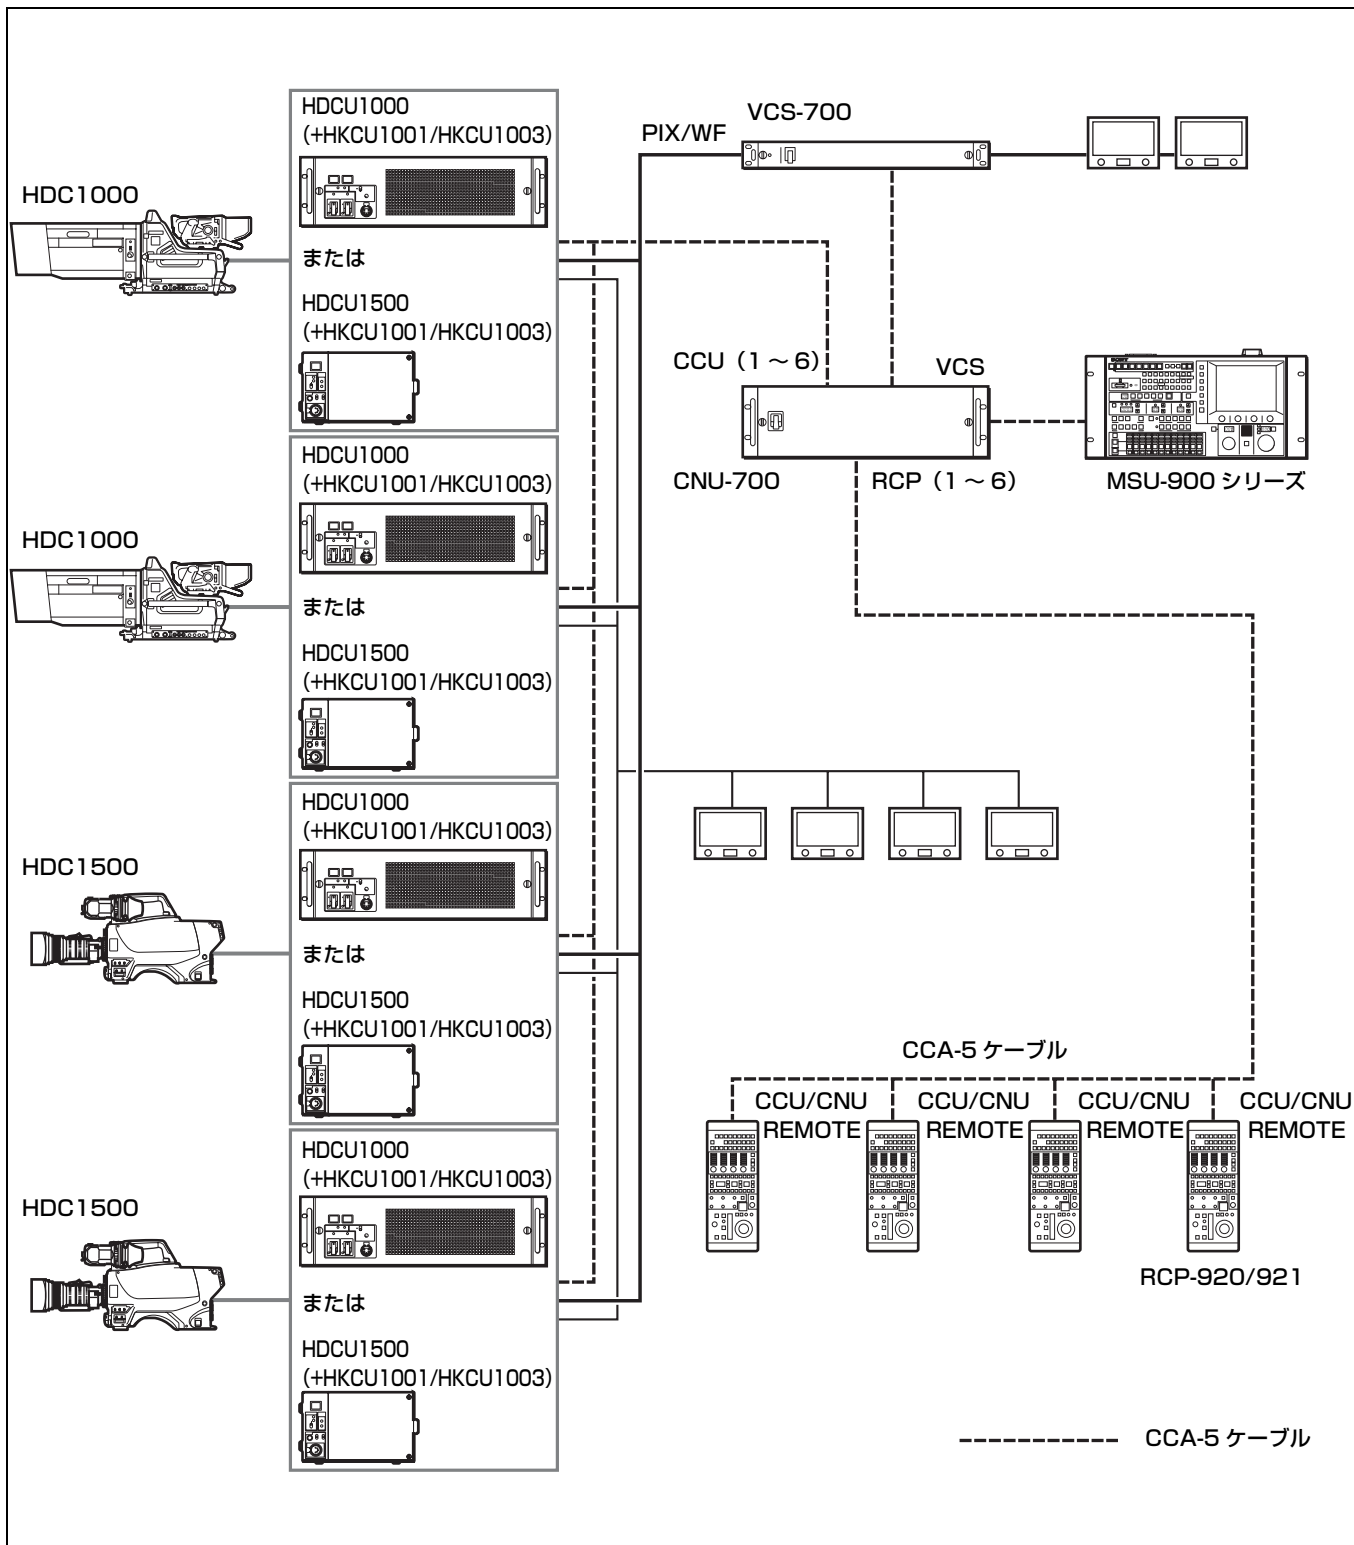 HDCU1000
(+HKCU1001/HKCU1003)
HDC1000
または
HDCU1500
(+HKCU1001/HKCU1003)
HDCU1000
(+HKCU1001/HKCU1003)
HDC1000
または
HDCU1500
(+HKCU1001/HKCU1003)
HDCU1000
(+HKCU1001/HKCU1003)
HDC1500
または
HDCU1500
(+HKCU1001/HKCU1003)
HDCU1000
(+HKCU1001/HKCU1003)
HDC1500
または
HDCU1500
(+HKCU1001/HKCU1003)
PIX/WF
VCS-700
CCU（1 ～ 6）
VCS
SONY
CNU-700
RCP（1 ～ 6）
MSU-900 シリーズ
CCA-5 ケーブル
CCU/CNU
REMOTE
CCU/CNU
REMOTE
CCU/CNU
REMOTE
CCU/CNU
REMOTE
RCP-920/921
CCA-5 ケーブル